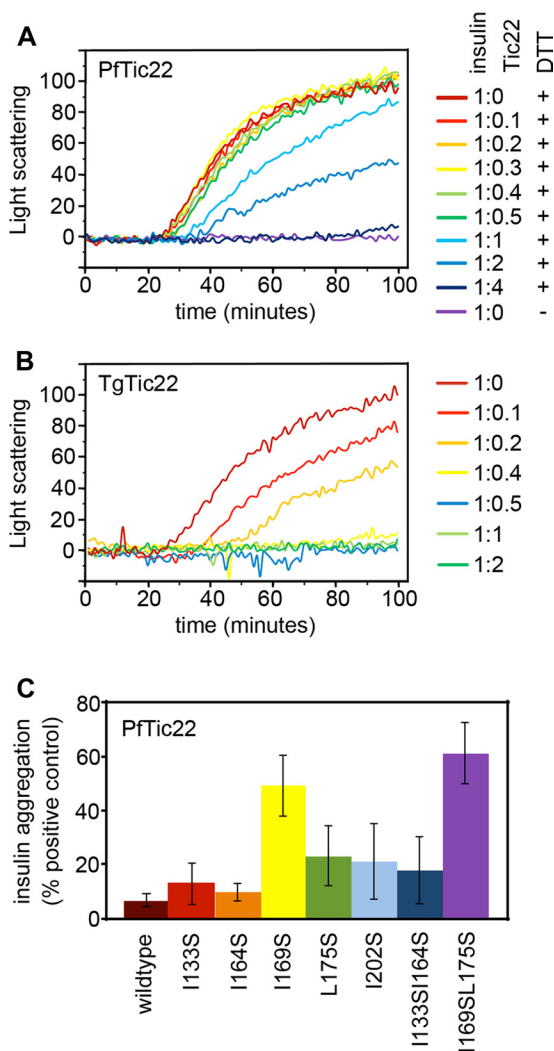 A
PfTic22
Light scattering
100
80
60
40
20
0
0 20 40 60 80 100
time (minutes)
insulin Tic22 DTT
1:0 +
1:0.1 +
1:0.2 +
1:0.3 +
1:0.4 +
1:0.5 +
1:1 +
1:2 +
1:4 +
1:0 -
B
TgTic22
Light scattering
100
80
60
40
20
0
0 20 40 60 80 100
time (minutes)
1:0
1:0.1
1:0.2
1:0.4
1:0.5
1:1
1:2
C
PfTic22
insulin aggregation
(% positive control)
80
60
40
20
0
wildtype
I133S
I164S
I169S
L175S
I202S
I133SI164S
I169SL175S